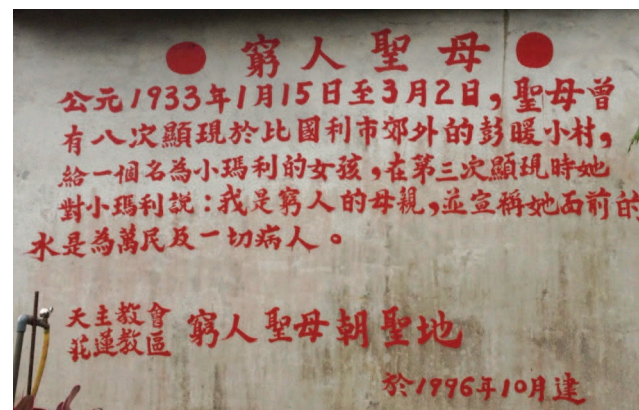 窮人聖母
公元1933年1月15日至3月2日，聖母曾
有八次顯現於比國利市郊外的彭暖小村，
給一個名為小瑪利的女孩，在第三次顯現時她
對小瑪利説：我是窮人的母親，並宣稱她面前的
水是為萬民及一切病人。
天主教會
花蓮教區
窮人聖母朝聖地
於1996年10月建